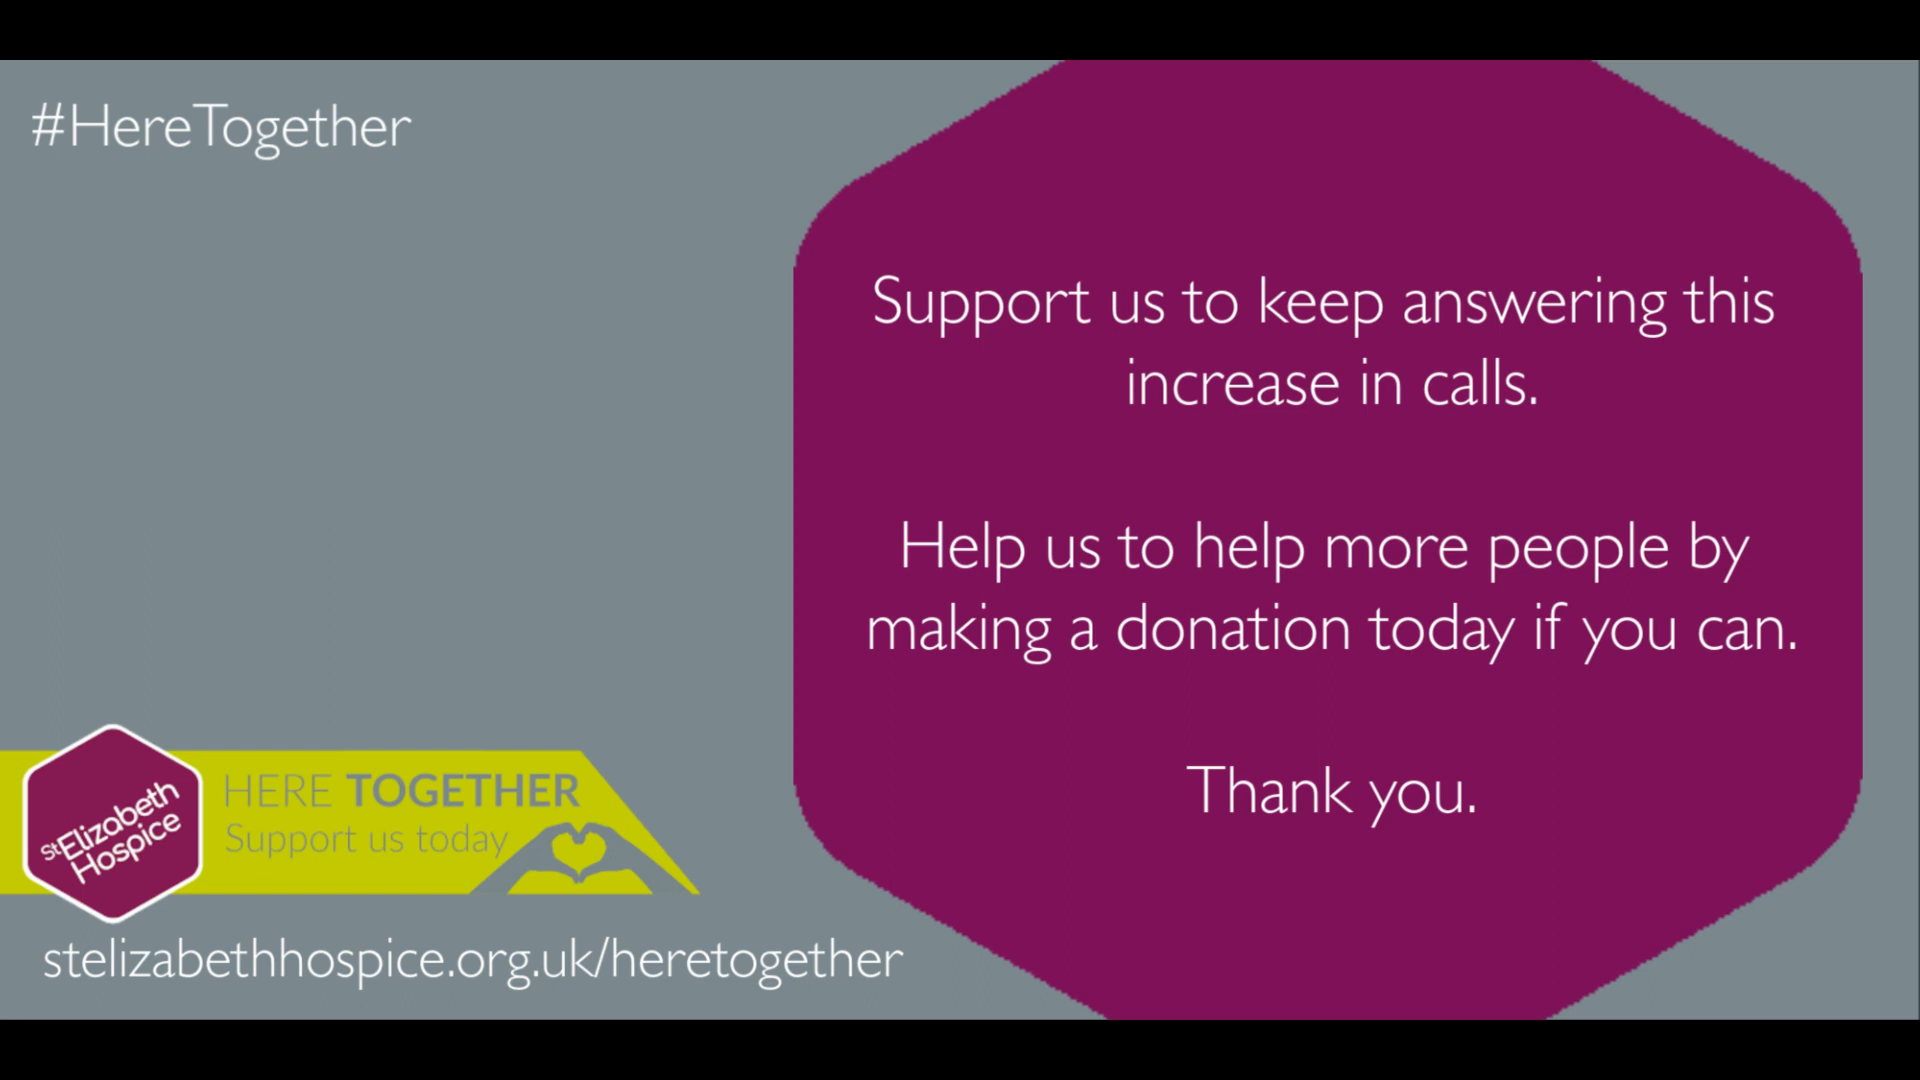 #HereTogether
Support us to keep answering this
increase in calls.
Help us to help more people by
making a donation today if you can.
Thank you.
HERE TOGETHER
Support us today
St Elizabeth
Hospice
stelizabethhospice.org.uk/heretogether